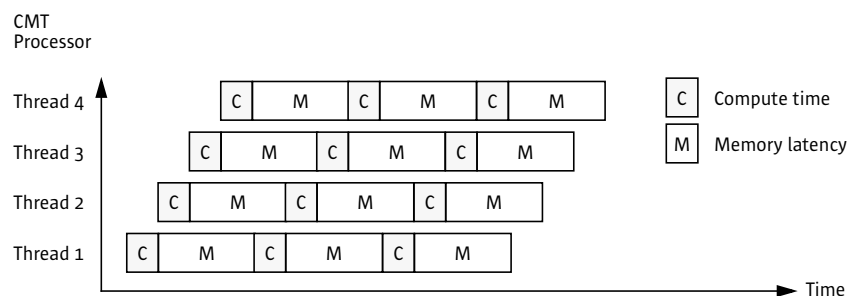 CMT
Processor
Thread 4 C M C M C M
Thread 3 C M C M C M
Thread 2 C M C M C M
Thread 1 C M C M C M
Time
C Compute time
M Memory latency